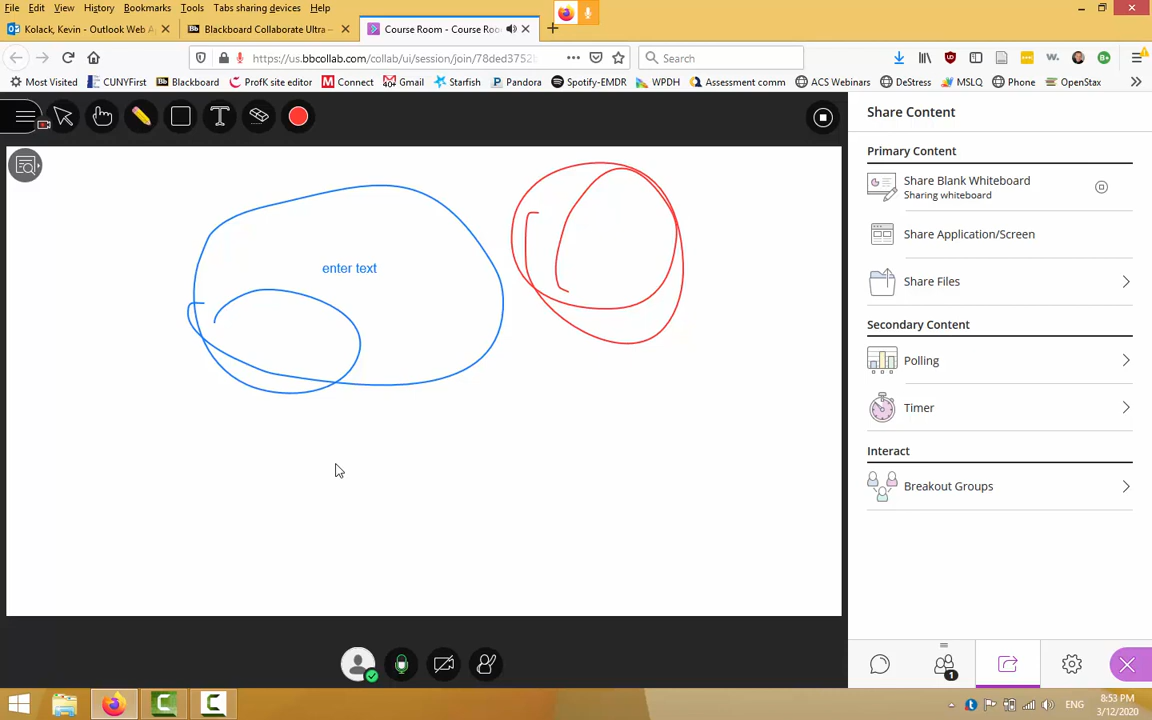 File Edit View History Bookmarks Tools Tabs sharing devices Help
Kolack, Kevin - Outlook Web A
Blackboard Collaborate Ultra -
Course Room - Course Roo
https://us.bbcollab.com/collab/ui/session/join/78ded3752
Search
Most Visited CUNYFirst Blackboard ProfK site editor Starfish Pandora Spotify-EMDR WPDH Assessment comm ACS Webinars DeStress MSLQ Phone OpenStax
Gmail
enter text
Share Content
Primary Content
Share Blank Whiteboard
Sharing whiteboard
Share Application/Screen
Share Files
Secondary Content
Polling
Timer
Interact
Breakout Groups
1
ENG
8:53 PM
3/12/2020